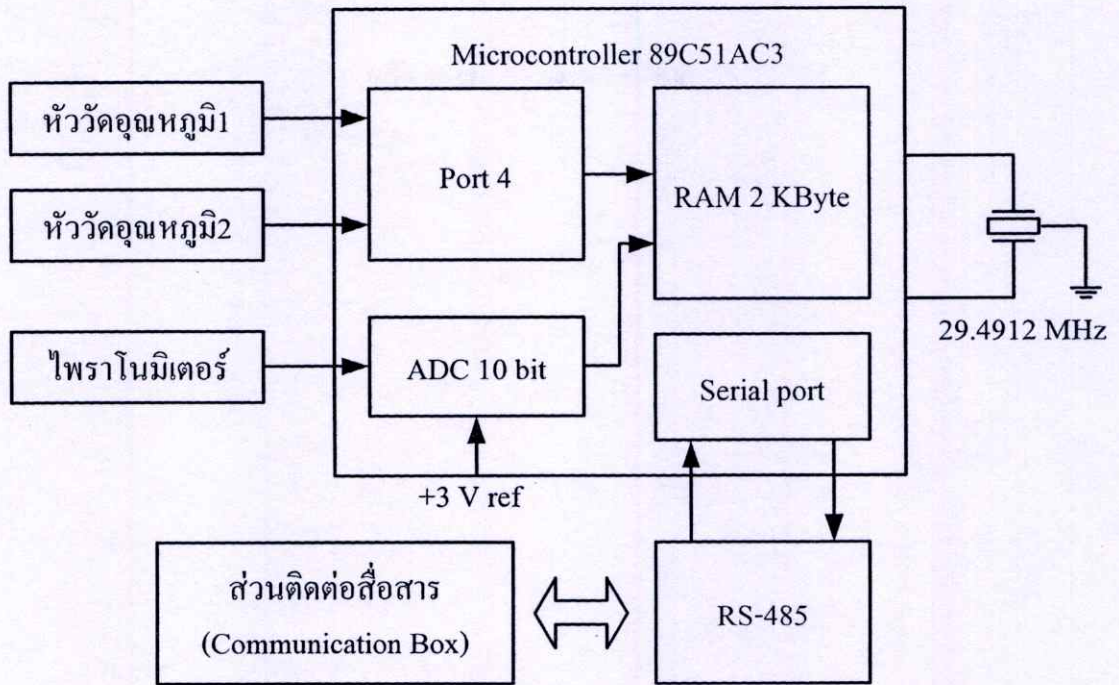 Microcontroller 89C51AC3
หัววัดอุณหภูมิ1
หัววัดอุณหภูมิ2
Port 4
RAM 2 KByte
29.4912 MHz
ไพราโนมิเตอร์
ADC 10 bit
Serial port
+3 V ref
ส่วนติดต่อสื่อสาร
(Communication Box)
RS-485